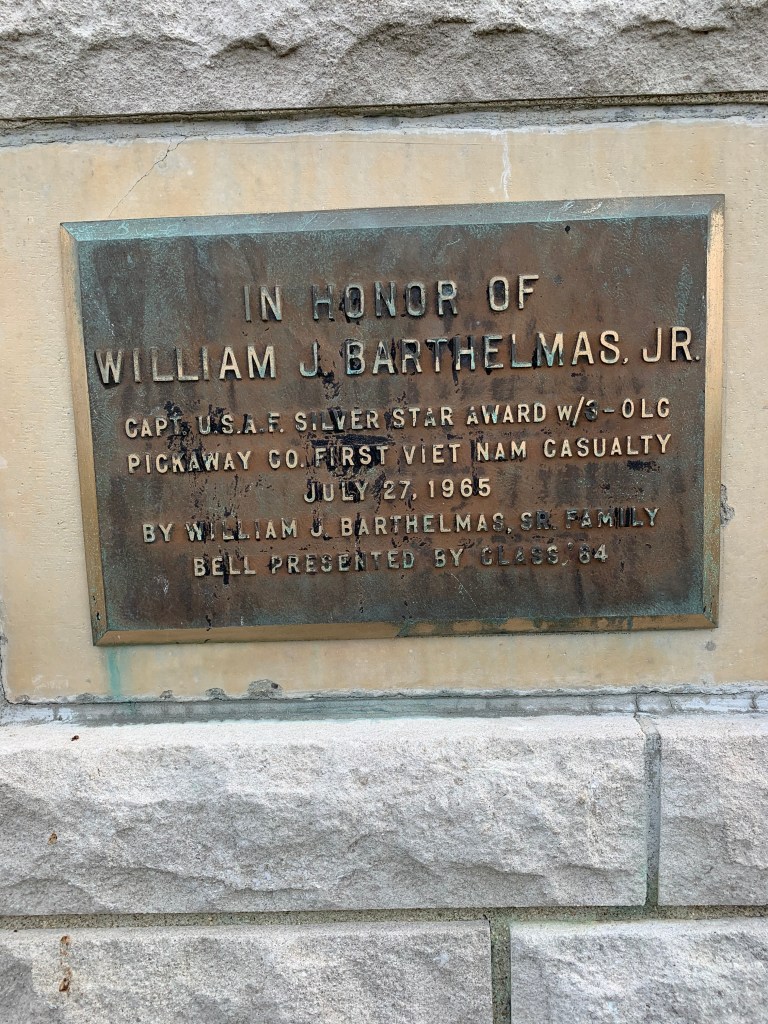 IN HONOR OF
WILLIAM J. BARTHELMAS, JR.
CAPT. U.S.A.F. SILVER STAR AWARD W/3-OLC
PICKAWAY CO. FIRST VIET NAM CASUALTY
JULY 27, 1965
BY WILLIAM J. BARTHELMAS, SR. FAMILY
BELL PRESENTED BY CLASS '64